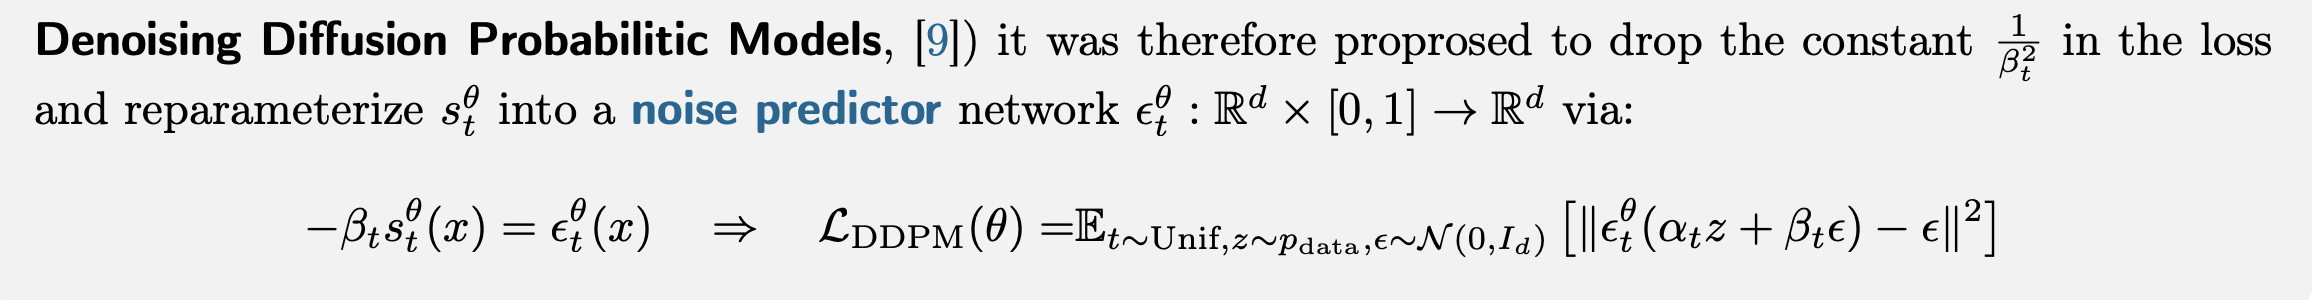 Denoising Diffusion Probabilitic Models, [9]) it was therefore proprosed to drop the constant $\frac{1}{\beta_t^2}$ in the loss
and reparameterize $s_t^\theta$ into a noise predictor network $\epsilon_t^\theta : \mathbb{R}^d \times [0, 1] \to \mathbb{R}^d$ via:
$-\beta_t s_t^\theta(x) = \epsilon_t^\theta(x) \quad \Rightarrow \quad \mathcal{L}_{\text{DDPM}}(\theta) = \mathbb{E}_{t \sim \text{Unif}, z \sim p_{\text{data}}, \epsilon \sim \mathcal{N}(0, I_d)} \left[ \| \epsilon_t^\theta(\alpha_t z + \beta_t \epsilon) - \epsilon \|^2 \right]$